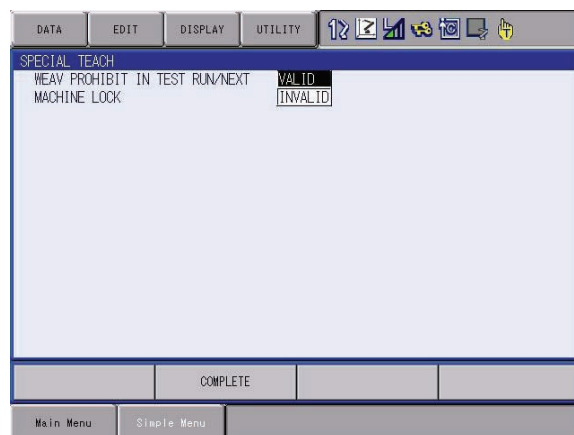 DATA EDIT DISPLAY UTILITY
SPECIAL TEACH
WEAV PROHIBIT IN TEST RUN/NEXT VALID
MACHINE LOCK INVALID
COMPLETE
Main Menu Simple Menu